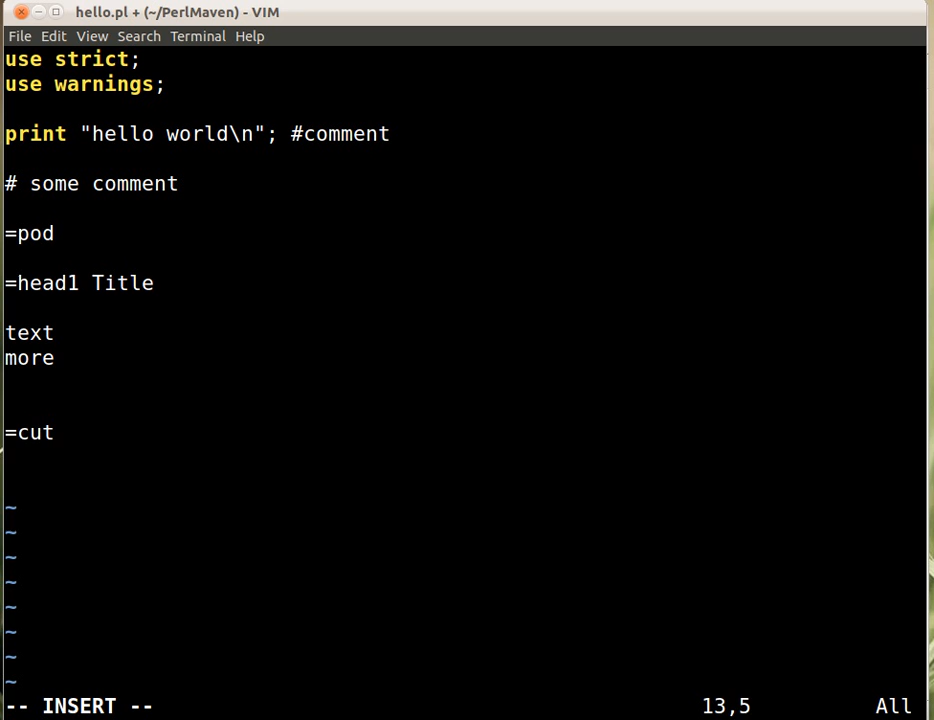 hello.pl + (~/PerlMaven) - VIM
File Edit View Search Terminal Help
use strict;
use warnings;
print "hello world\n"; #comment
# some comment
=pod
=head1 Title
text
more
=cut
~
~
~
~
~
~
~
~
-- INSERT -- 13,5 All